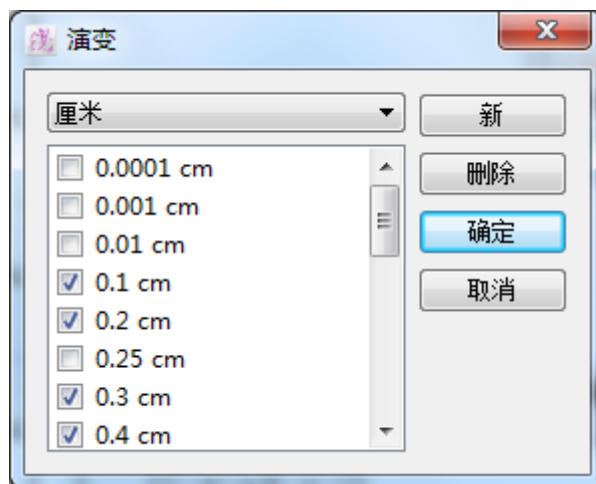 演变
厘米
新
0.0001 cm
删除
0.001 cm
0.01 cm
确定
0.1 cm
取消
0.2 cm
0.25 cm
0.3 cm
0.4 cm